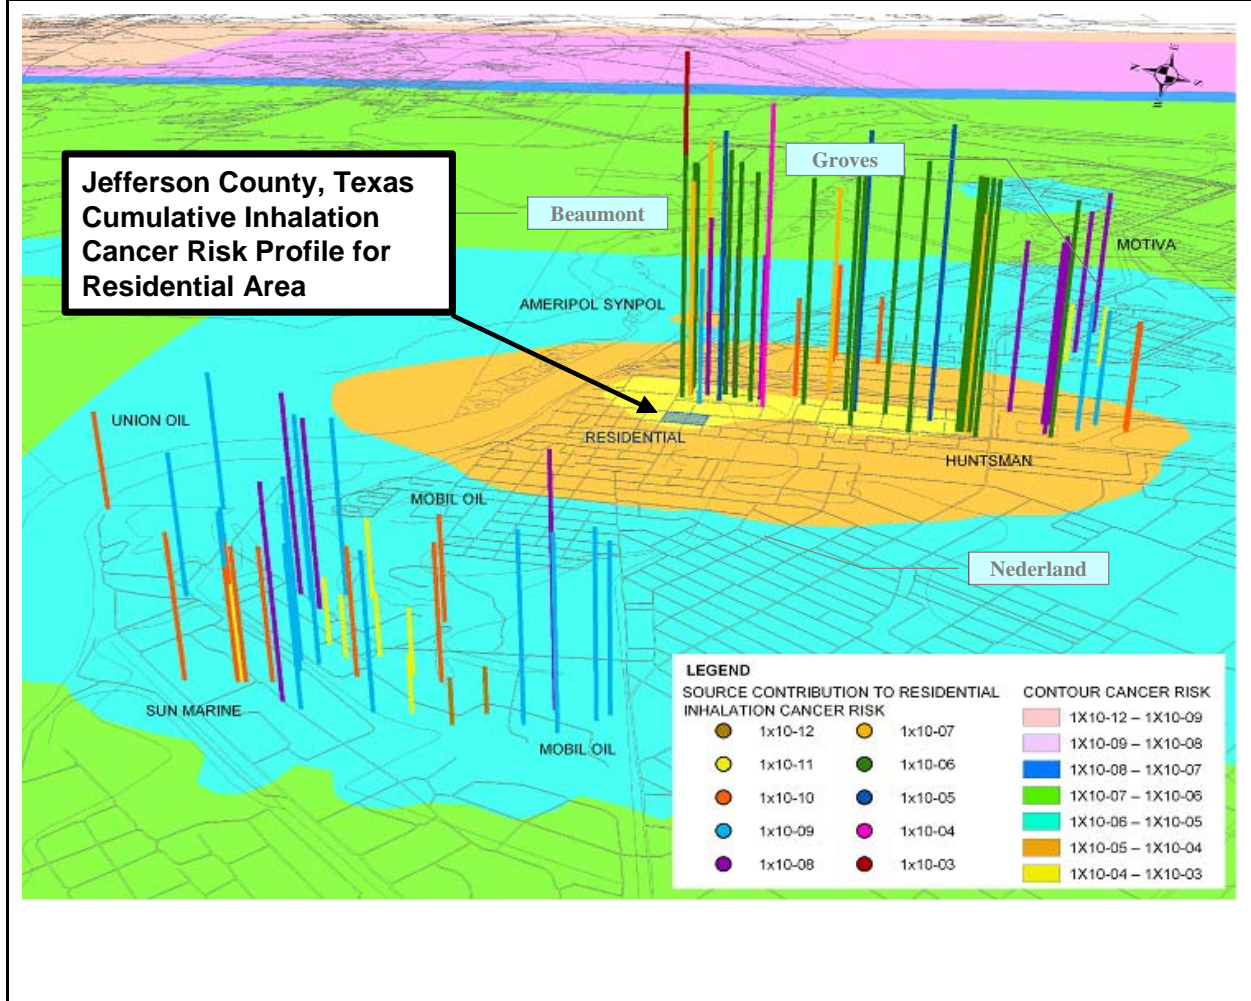 Jefferson County, Texas
Cumulative Inhalation
Cancer Risk Profile for
Residential Area
Beaumont
Groves
MOTIVA
AMERIPOL SYNPOL
UNION OIL
RESIDENTIAL
HUNTSMAN
MOBIL OIL
Nederland
SUN MARINE
MOBIL OIL
LEGEND
SOURCE CONTRIBUTION TO RESIDENTIAL
INHALATION CANCER RISK
1x10-12
1x10-11
1x10-10
1x10-09
1x10-08
1x10-07
1x10-06
1x10-05
1x10-04
1x10-03
CONTOUR CANCER RISK
1X10-12 – 1X10-09
1X10-09 – 1X10-08
1X10-08 – 1X10-07
1X10-07 – 1X10-06
1X10-06 – 1X10-05
1X10-05 – 1X10-04
1X10-04 – 1X10-03